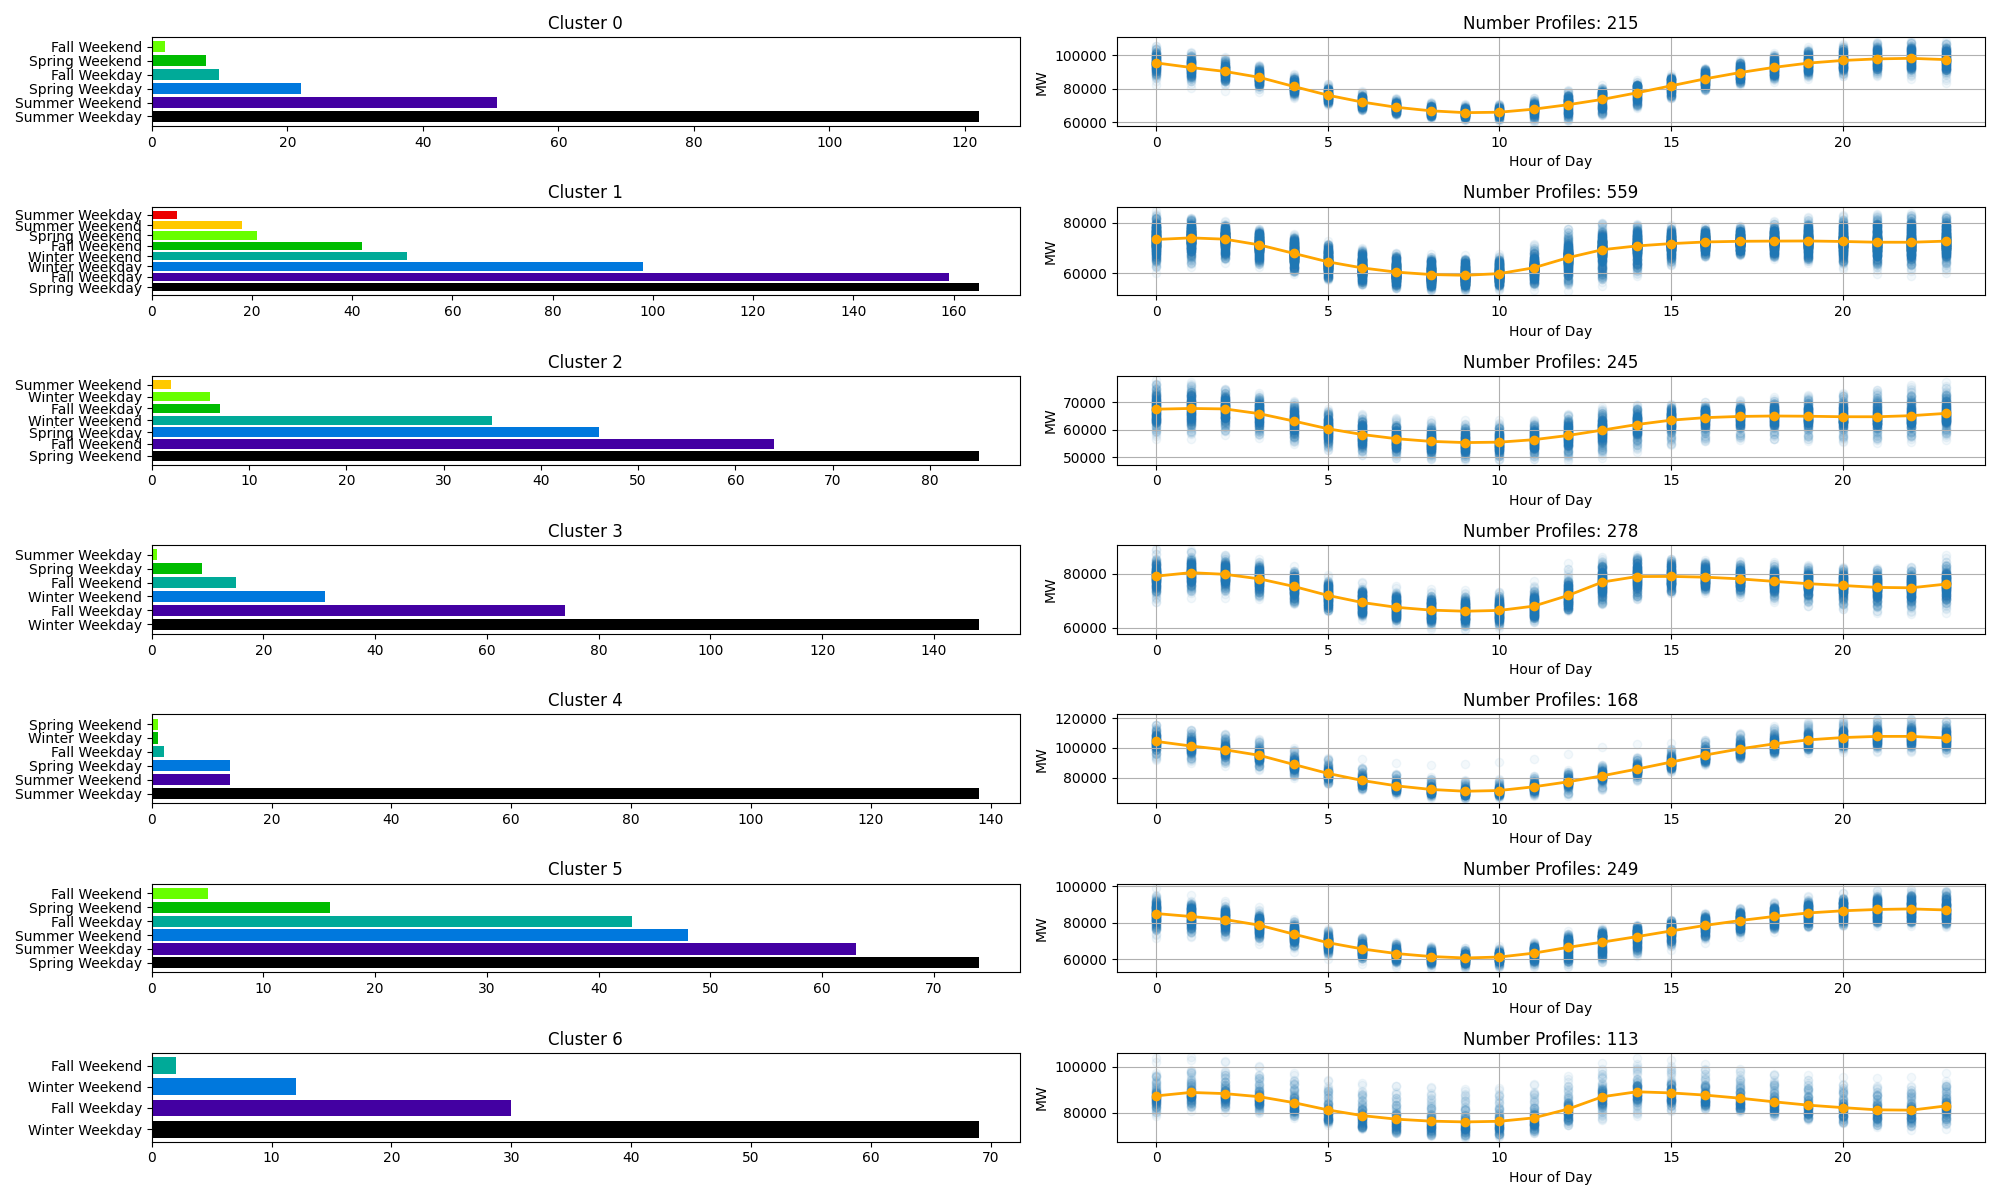 Cluster 0
Fall Weekend
Spring Weekend
Fall Weekday
Spring Weekday
Summer Weekend
Summer Weekday
0 20 40 60 80 100 120
Number Profiles: 215
MW
100000
80000
60000
0 5 10 15 20
Hour of Day
Cluster 1
Summer Weekday
Summer Weekend
Spring Weekend
Fall Weekend
Winter Weekend
Winter Weekday
Fall Weekday
Spring Weekday
0 20 40 60 80 100 120 140 160
Number Profiles: 559
MW
80000
60000
0 5 10 15 20
Hour of Day
Cluster 2
Summer Weekend
Winter Weekday
Fall Weekday
Winter Weekend
Spring Weekday
Fall Weekend
Spring Weekend
0 10 20 30 40 50 60 70 80
Number Profiles: 245
MW
70000
60000
50000
0 5 10 15 20
Hour of Day
Cluster 3
Summer Weekday
Spring Weekday
Fall Weekend
Winter Weekend
Fall Weekday
Winter Weekday
0 20 40 60 80 100 120 140
Number Profiles: 278
MW
80000
60000
0 5 10 15 20
Hour of Day
Cluster 4
Spring Weekend
Winter Weekday
Fall Weekday
Spring Weekday
Summer Weekend
Summer Weekday
0 20 40 60 80 100 120 140
Number Profiles: 168
MW
120000
100000
80000
0 5 10 15 20
Hour of Day
Cluster 5
Fall Weekend
Spring Weekend
Fall Weekday
Summer Weekend
Summer Weekday
Spring Weekday
0 10 20 30 40 50 60 70
Number Profiles: 249
MW
100000
80000
60000
0 5 10 15 20
Hour of Day
Cluster 6
Fall Weekend
Winter Weekend
Fall Weekday
Winter Weekday
0 10 20 30 40 50 60 70
Number Profiles: 113
MW
100000
80000
0 5 10 15 20
Hour of Day